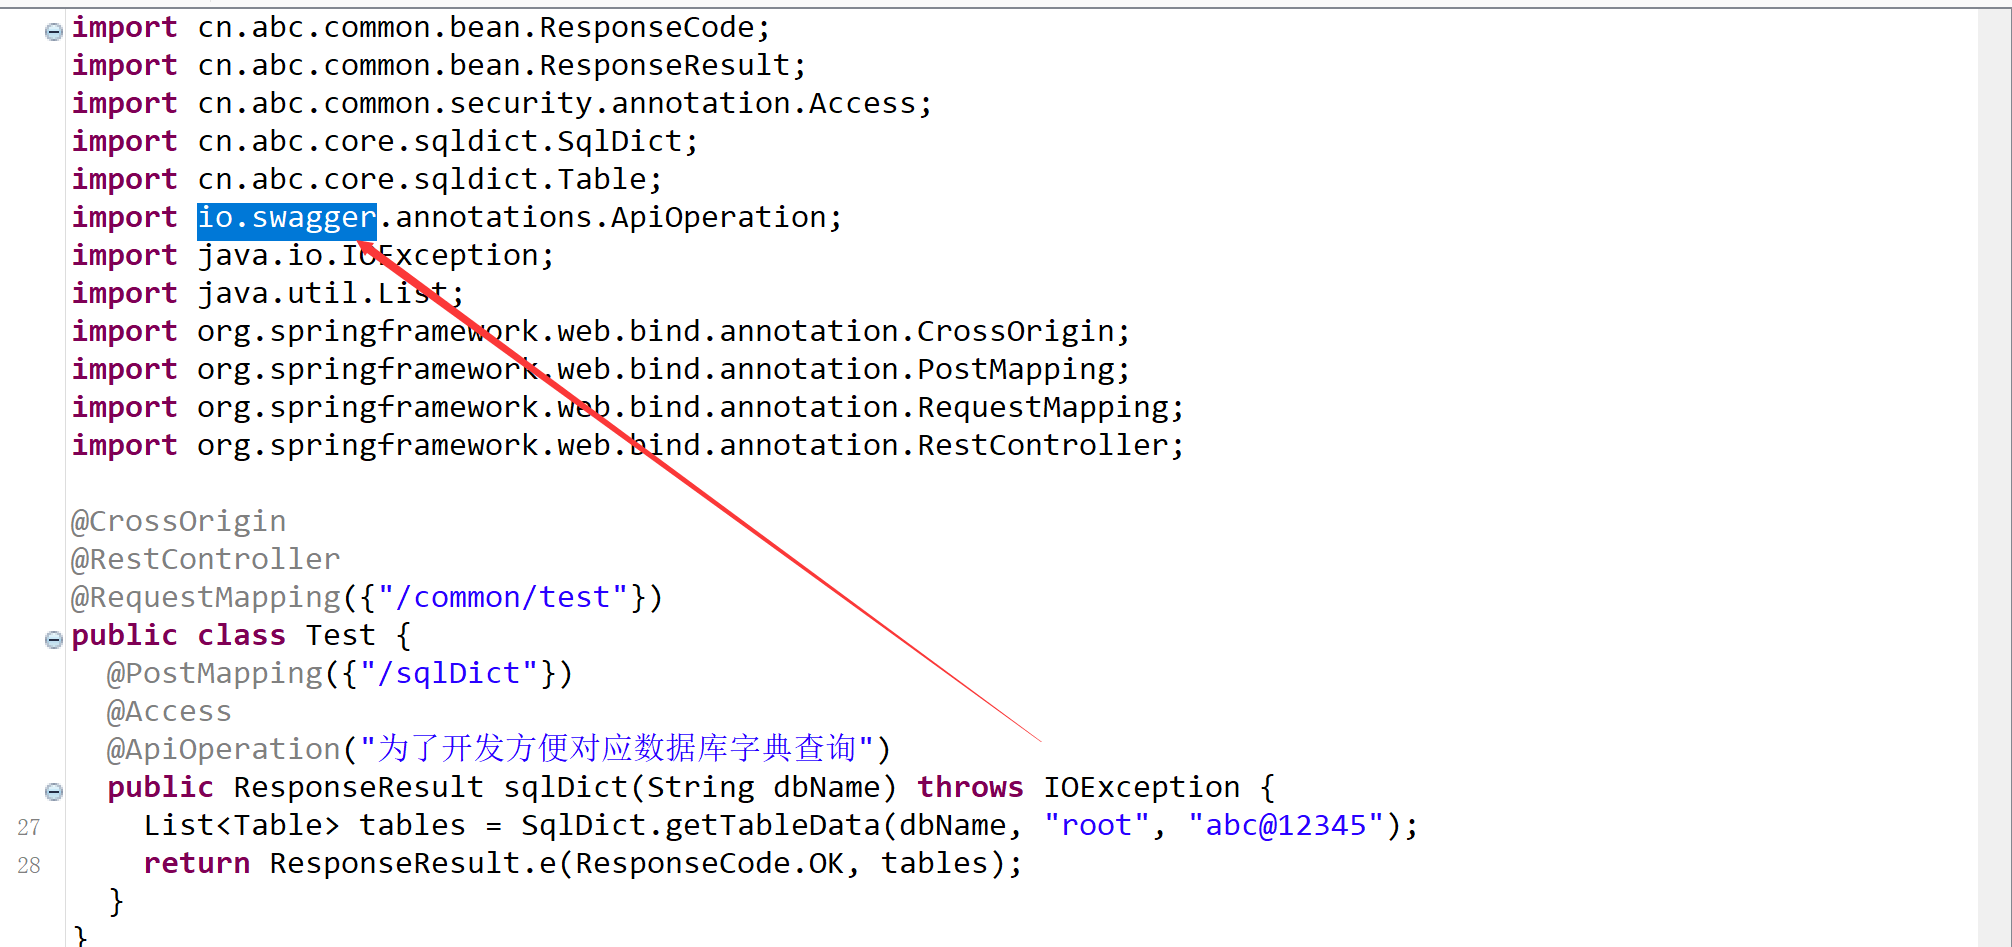 import cn.abc.common.bean.ResponseCode;
import cn.abc.common.bean.ResponseResult;
import cn.abc.common.security.annotation.Access;
import cn.abc.core.sqldict.SqlDict;
import cn.abc.core.sqldict.Table;
import io.swagger.annotations.ApiOperation;
import java.io.IOException;
import java.util.List;
import org.springframework.web.bind.annotation.CrossOrigin;
import org.springframework.web.bind.annotation.PostMapping;
import org.springframework.web.bind.annotation.RequestMapping;
import org.springframework.web.bind.annotation.RestController;
@CrossOrigin
@RestController
@RequestMapping({"/common/test"})
public class Test {
@PostMapping({"/sqlDict"})
@Access
@ApiOperation("为了开发方便对应数据库字典查询")
public ResponseResult sqlDict(String dbName) throws IOException {
27 List<Table> tables = SqlDict.getTableData(dbName, "root", "abc@12345");
28 return ResponseResult.e(ResponseCode.OK, tables);
}
}